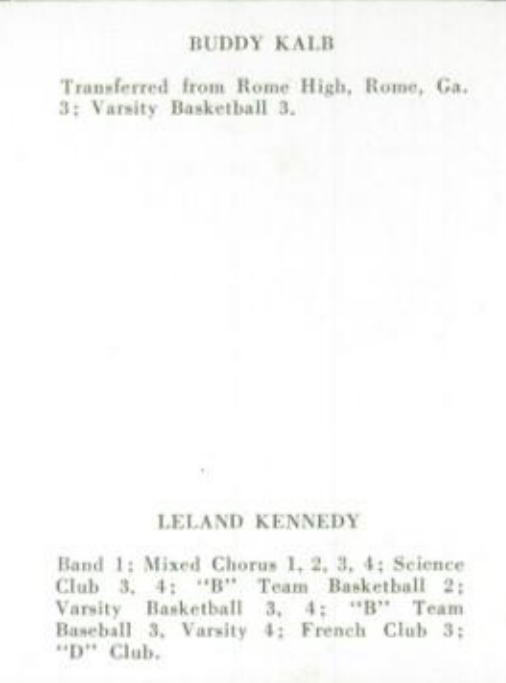 BUDDY KALB
Transferred from Rome High, Rome, Ga.
3; Varsity Basketball 3.
LELAND KENNEDY
Band 1; Mixed Chorus 1, 2, 3, 4; Science
Club 3, 4; "B" Team Basketball 2;
Varsity Basketball 3, 4; "B" Team
Baseball 3, Varsity 4; French Club 3;
"D" Club.